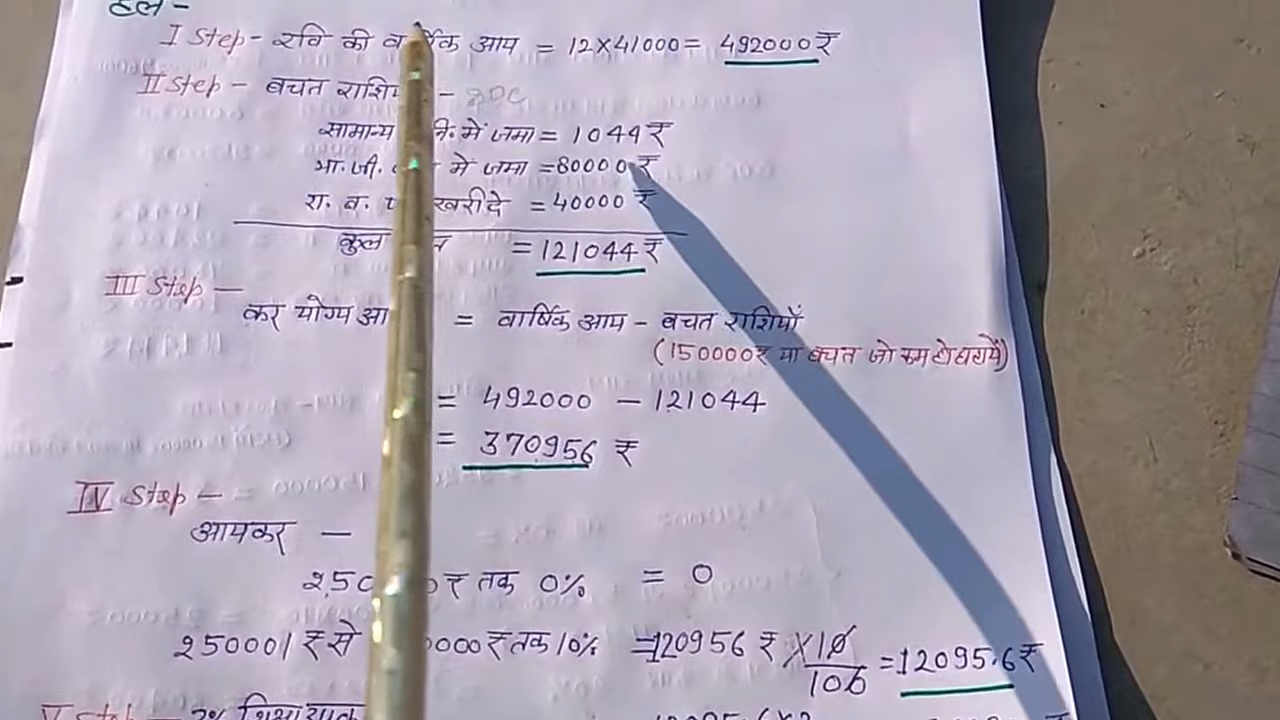 हल -
I Step - रवि की आय = 12×41000 = 492000₹
II Step - बचत -
सामान्य नि. में जमा = 1044₹
भा. जी. में जमा = 80000₹
रा. ब. खरीदे = 40000₹
कुल = 121044₹
III Step -
कर योग्य = वार्षिक आय - बचत राशियाँ
(150000₹ या बचत जो कम हो घटायें)
= 492000 - 121044
= 370956 ₹
IV Step -
आयकर -
₹ तक 0% = 0
250001 ₹ से ₹ तक 10% = 120956 ₹ × 10/100 = 12095.6₹
V Step -